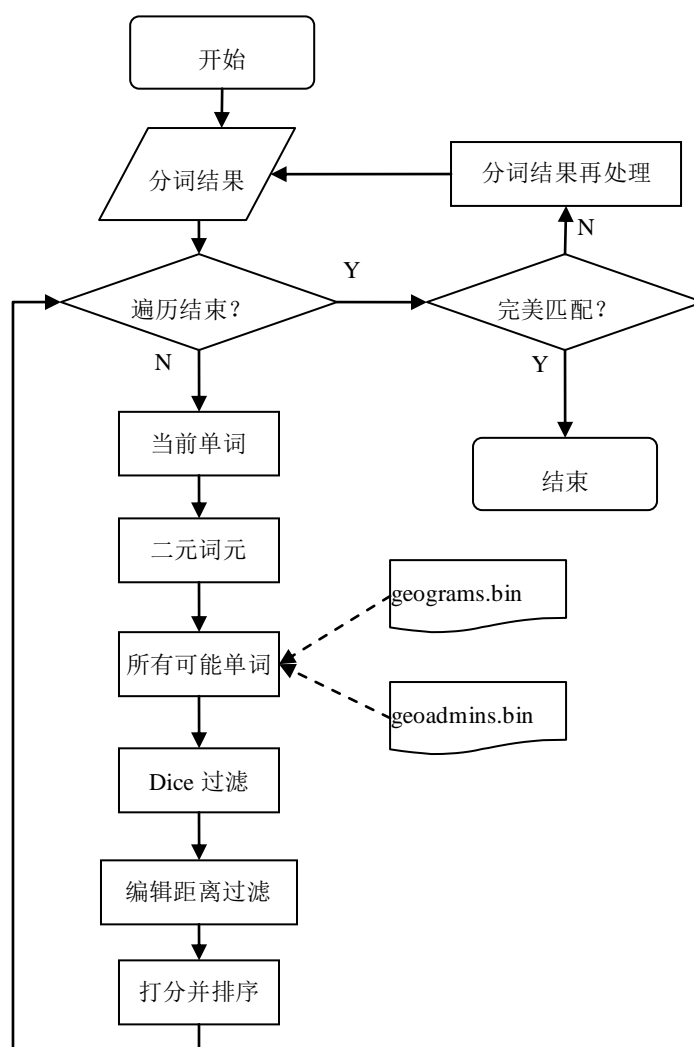 开始
分词结果
分词结果再处理
N
遍历结束？
Y
完美匹配？
N
Y
当前单词
结束
二元词元
geograms.bin
所有可能单词
geoadmins.bin
Dice 过滤
编辑距离过滤
打分并排序